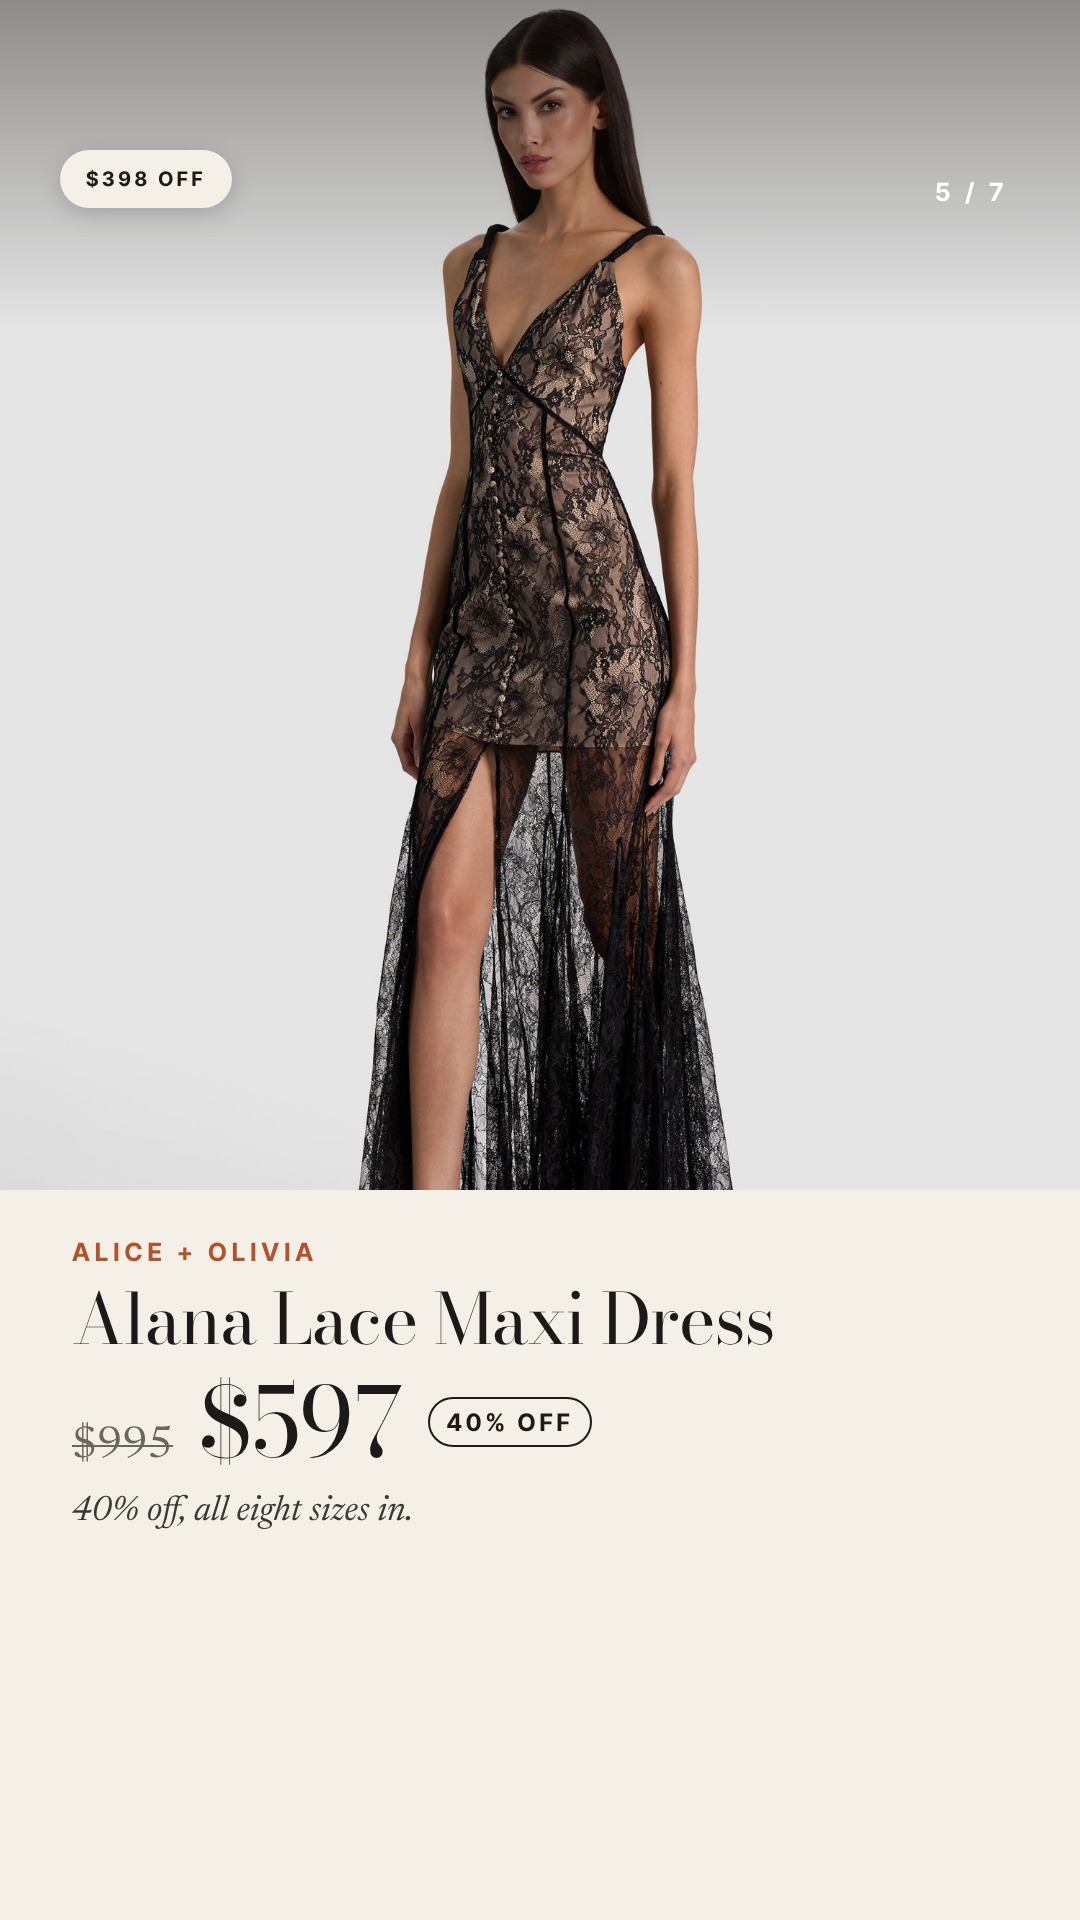 $398 OFF
5 / 7
ALICE + OLIVIA
Alana Lace Maxi Dress
$995 $597 40% OFF
40% off, all eight sizes in.